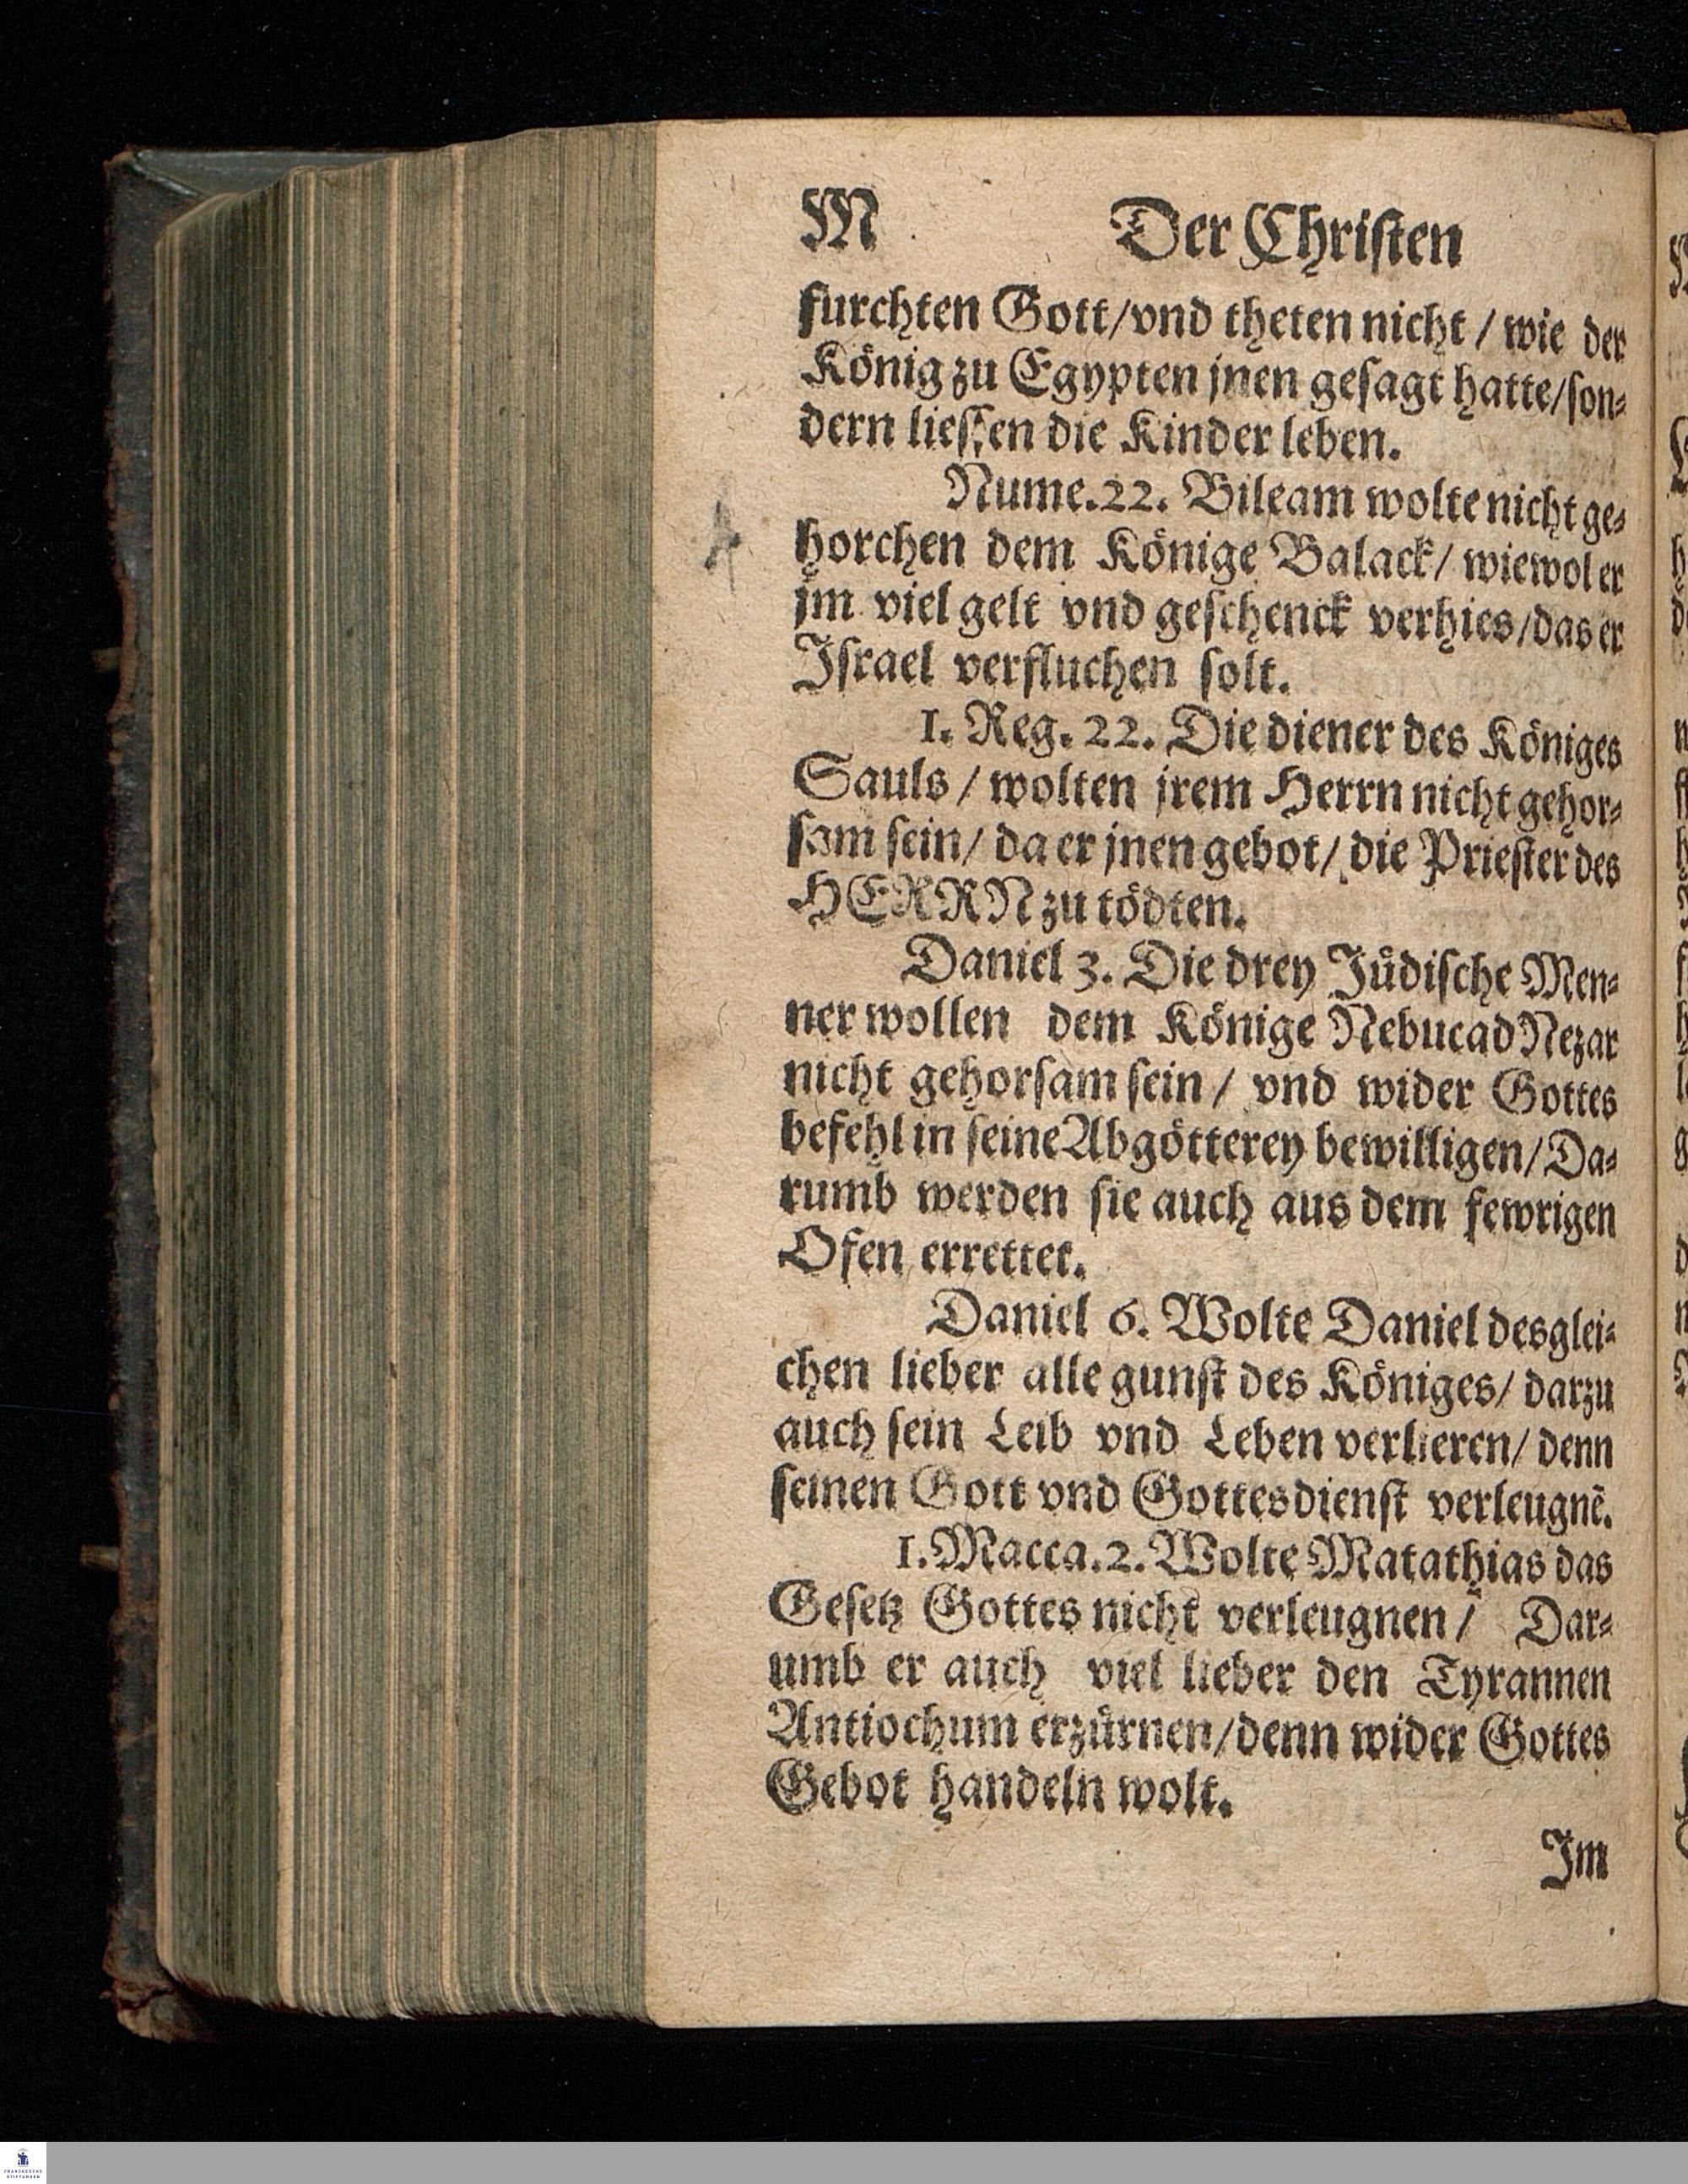 M Der Chriſten
furchten Gott/vnd theten nicht / wie der
König zu Egypten jnen geſagt hatte/ſon⸗
dern lieſſen die Kinder leben.
Nume.22. Bileam wolte nicht ge⸗
horchen dem Könige Balack/ wiewol er
jm viel gelt vnd geſchenck verhies/das er
Iſrael verfluchen ſolt.
1. Reg. 22. Die diener des Königes
Sauls / wolten jrem Herrn nicht gehor⸗
ſam ſein/ da er jnen gebot/ die Prieſter des
HERRN zu tödten.
Daniel 3. Die drey Jüdiſche Men⸗
ner wollen dem Könige NebucadNezar
nicht gehorſam ſein / vnd wider Gottes
befehl in ſeine Abgötterey bewilligen/Da⸗
rumb werden ſie auch aus dem fewrigen
Ofen errettet.
Daniel 6. Wolte Daniel desglei⸗
chen lieber alle gunſt des Königes/ darzu
auch ſein Leib vnd Leben verlieren/ denn
ſeinen Gott vnd Gottesdienſt verleugnē.
1. Macca.2. Wolte Matathias das
Geſetz Gottes nicht verleugnen / Dar⸗
umb er auch viel lieber den Tyrannen
Antiochum erzürnen/denn wider Gottes
Gebot handeln wolt.
Im
FRANCKESCHE
STIFTUNGEN